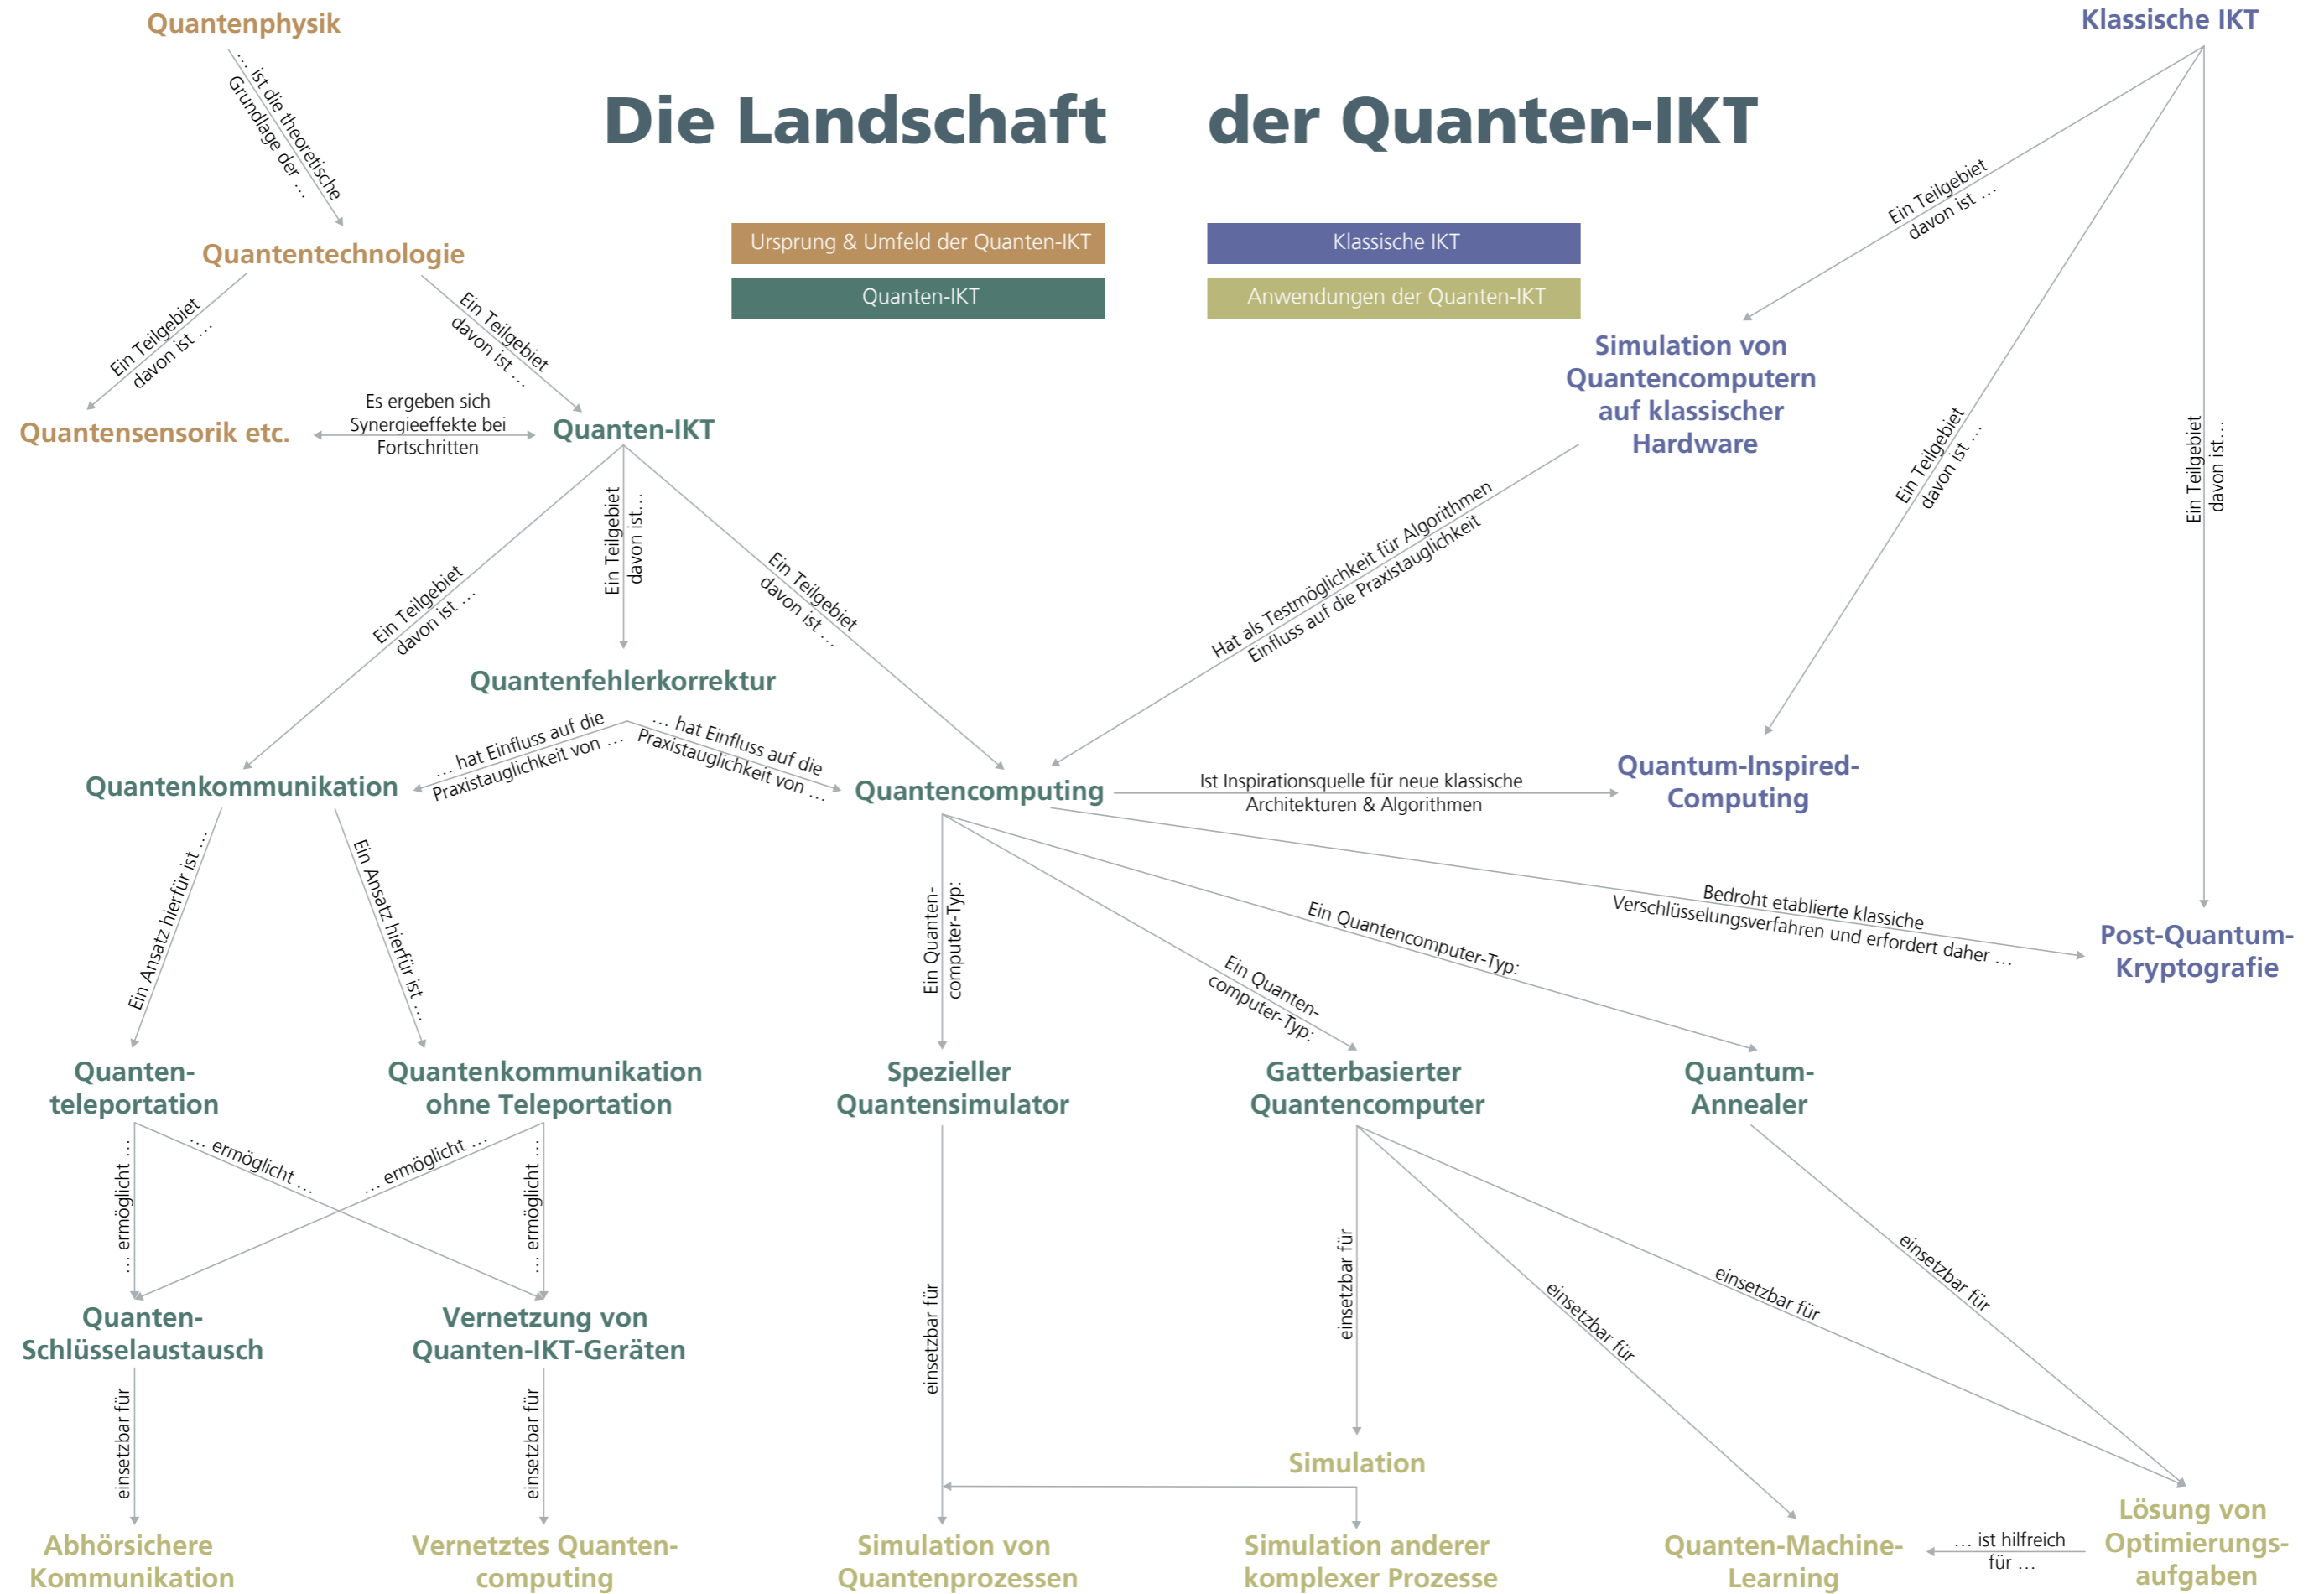 Quantenphysik
Klassische IKT
… ist die theoretische
Grundlage der …
Die Landschaft der Quanten-IKT
Ursprung & Umfeld der Quanten-IKT
Klassische IKT
Quanten-IKT
Anwendungen der Quanten-IKT
Ein Teilgebiet
davon ist …
Quantentechnologie
Ein Teilgebiet
davon ist …
Ein Teilgebiet
davon ist …
Simulation von
Quantencomputern
auf klassischer
Hardware
Quantensensorik etc.
Es ergeben sich
Synergieeffekte bei
Fortschritten
Quanten-IKT
Ein Teilgebiet
davon ist …
Ein Teilgebiet
davon ist…
Ein Teilgebiet
davon ist …
Ein Teilgebiet
davon ist…
Ein Teilgebiet
davon ist …
Hat als Testmöglichkeit für Algorithmen
Einfluss auf die Praxistauglichkeit
Quantenfehlerkorrektur
… hat Einfluss auf die
Praxistauglichkeit von …
… hat Einfluss auf die
Praxistauglichkeit von …
Quantenkommunikation
Quantencomputing
Ist Inspirationsquelle für neue klassische
Architekturen & Algorithmen
Quantum-Inspired-
Computing
Ein Ansatz hierfür ist …
Ein Ansatz hierfür ist …
Ein Quanten-
computer-Typ:
Ein Quanten-
computer-Typ:
Ein Quantencomputer-Typ:
Bedroht etablierte klassiche
Verschlüsselungsverfahren und erfordert daher …
Post-Quantum-
Kryptografie
Quanten-
teleportation
Quantenkommunikation
ohne Teleportation
Spezieller
Quantensimulator
Gatterbasierter
Quantencomputer
Quantum-
Annealer
… ermöglicht …
… ermöglicht …
… ermöglicht …
… ermöglicht …
einsetzbar für
einsetzbar für
einsetzbar für
einsetzbar für
einsetzbar für
Quanten-
Schlüsselaustausch
Vernetzung von
Quanten-IKT-Geräten
einsetzbar für
einsetzbar für
Simulation
Abhörsichere
Kommunikation
Vernetztes Quanten-
computing
Simulation von
Quantenprozessen
Simulation anderer
komplexer Prozesse
Quanten-Machine-
Learning
… ist hilfreich
für …
Lösung von
Optimierungs-
aufgaben